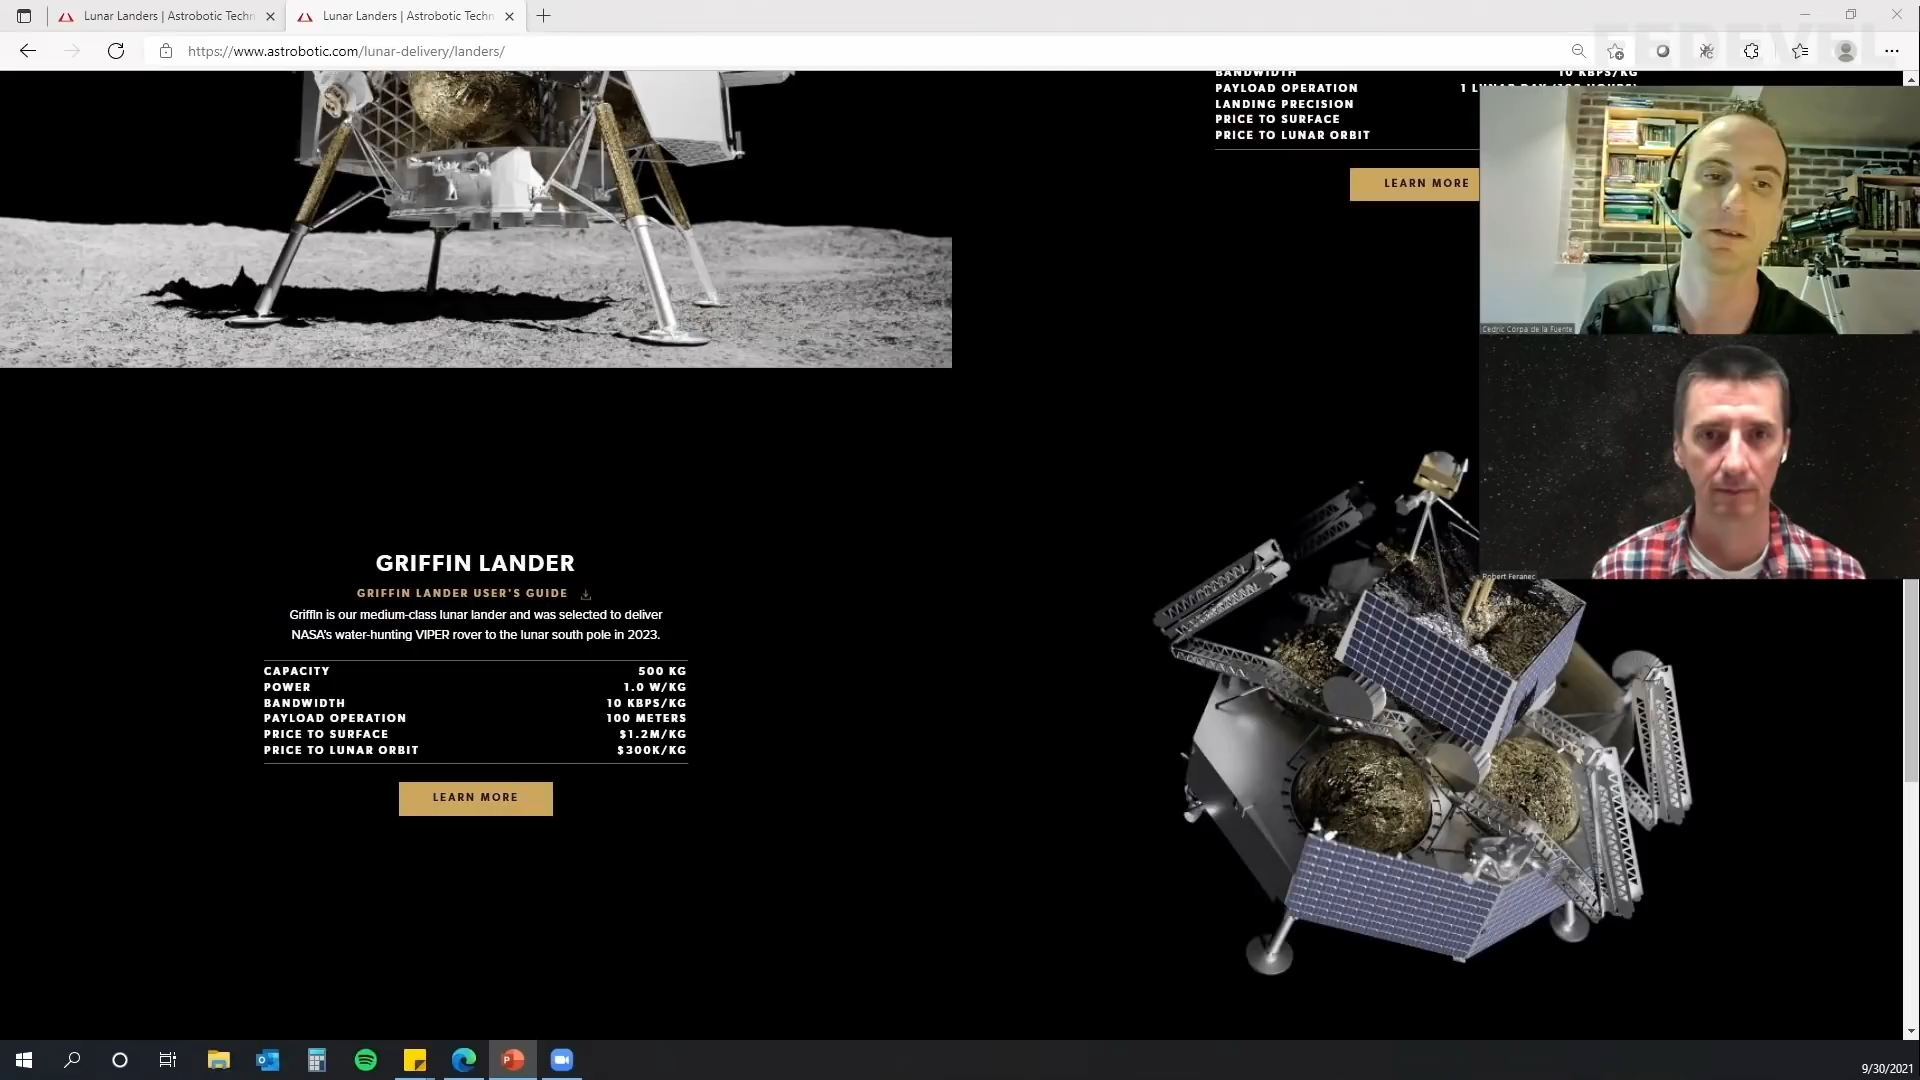 Lunar Landers | Astrobotic Techn
Lunar Landers | Astrobotic Techn
https://www.astrobotic.com/lunar-delivery/landers/
FEDEVEL
BANDWIDTH 10 KBPS/KG
PAYLOAD OPERATION 1 LUNAR DAY
LANDING PRECISION
PRICE TO SURFACE
PRICE TO LUNAR ORBIT
LEARN MORE
Cedric Corpa de la Fuente
Robert Feranec
GRIFFIN LANDER
GRIFFIN LANDER USER'S GUIDE
Griffin is our medium-class lunar lander and was selected to deliver
NASA's water-hunting VIPER rover to the lunar south pole in 2023.
CAPACITY 500 KG
POWER 1.0 W/KG
BANDWIDTH 10 KBPS/KG
PAYLOAD OPERATION 100 METERS
PRICE TO SURFACE $1.2M/KG
PRICE TO LUNAR ORBIT $300K/KG
LEARN MORE
9/30/2021